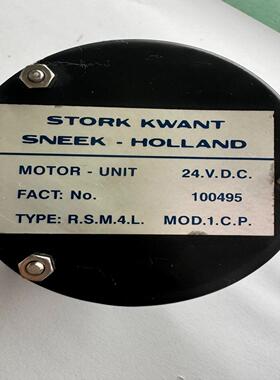 STORK KWANT
SNEEK - HOLLAND
MOTOR - UNIT 24.V.D.C.
FACT: No. 100495
TYPE: R.S.M.4.L. MOD.1.C.P.